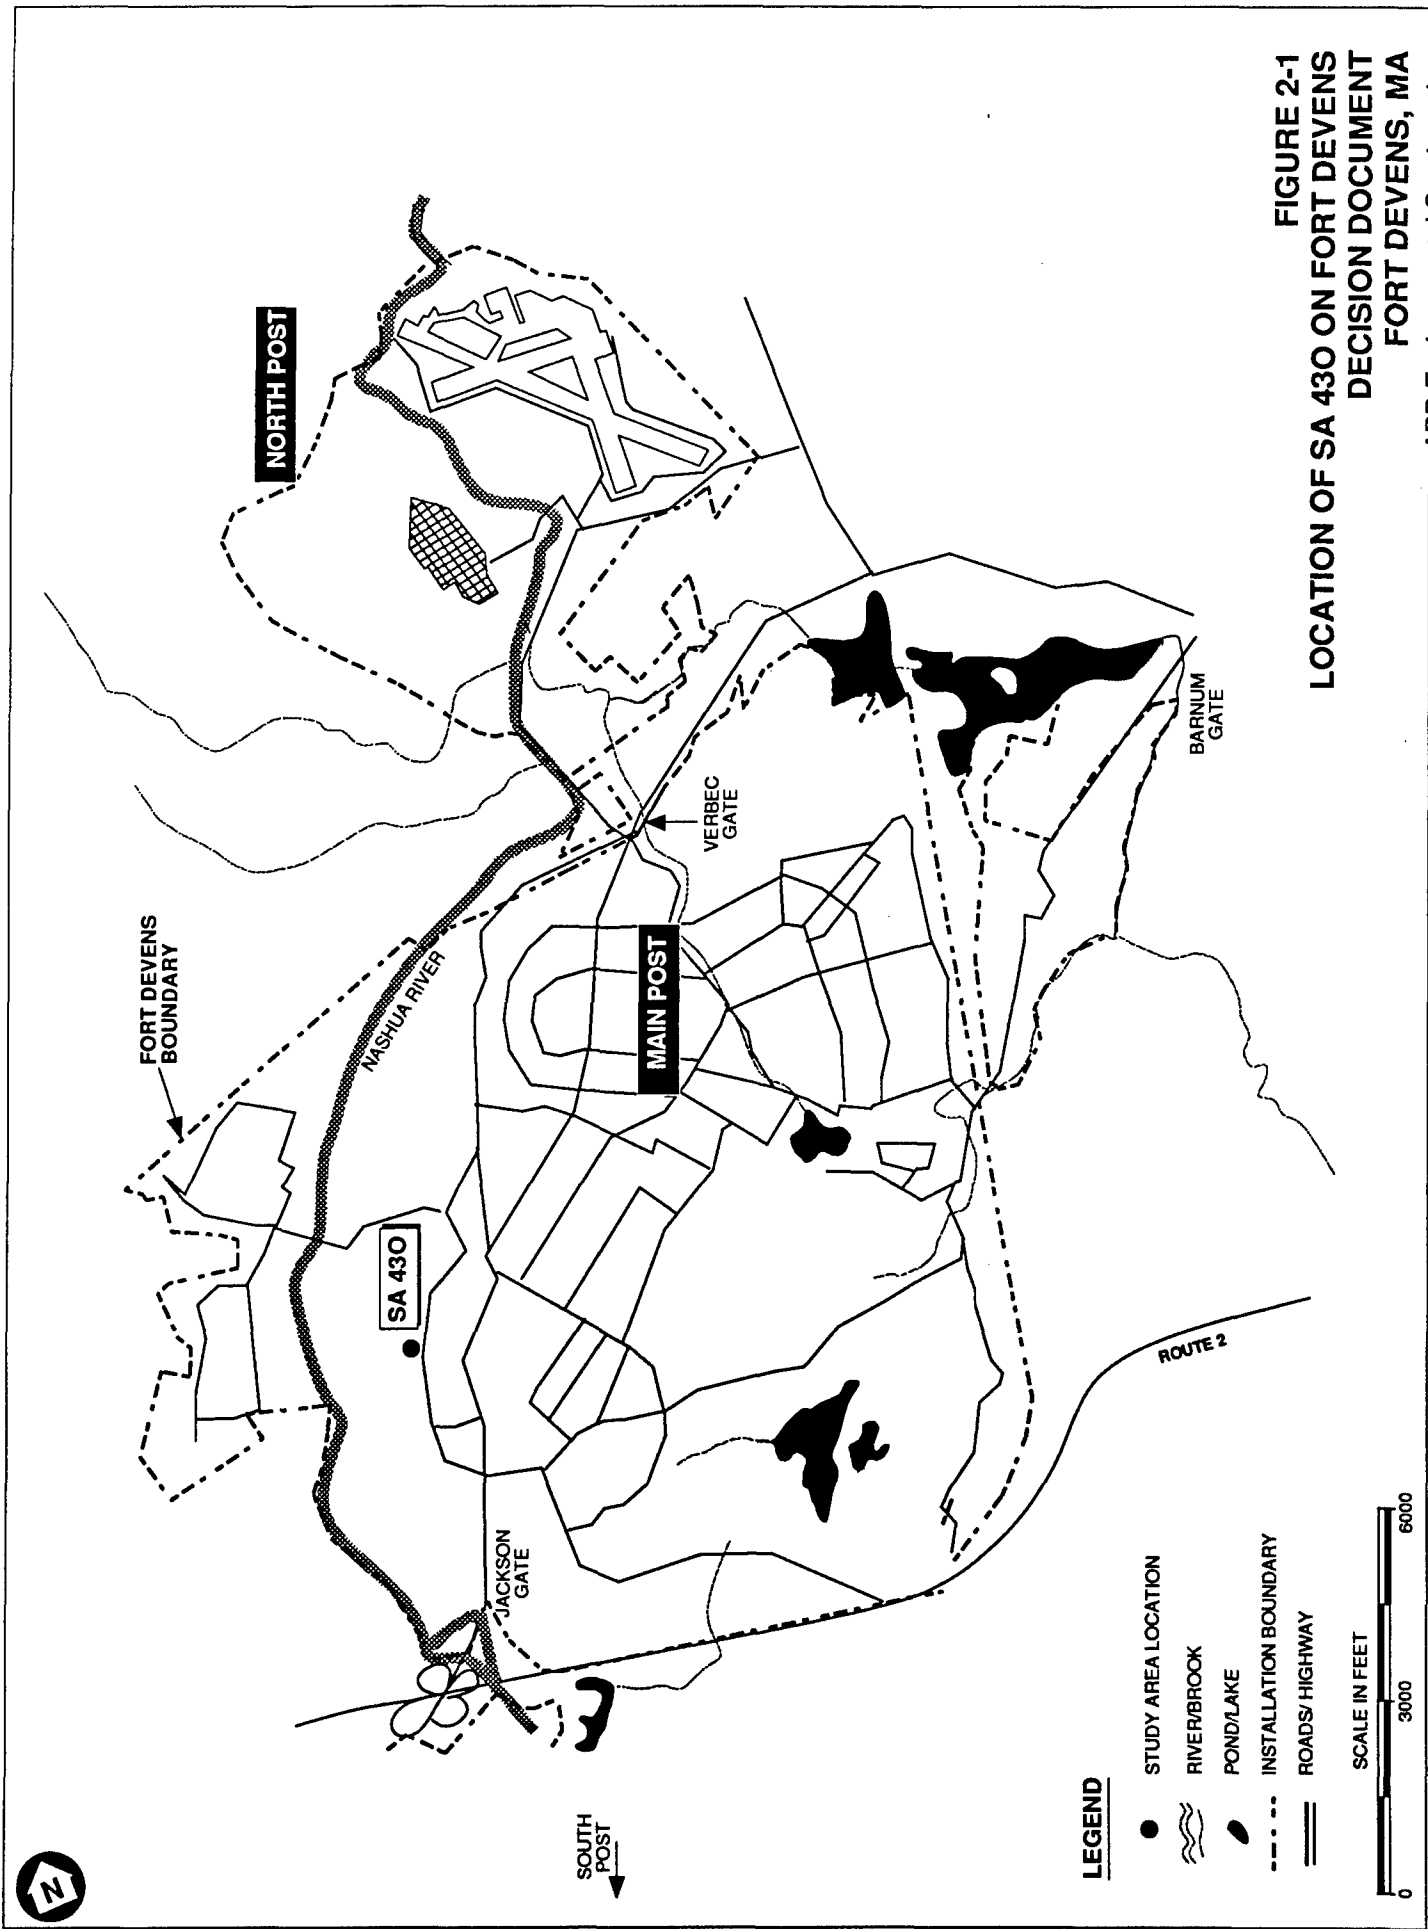 N
NORTH POST
FORT DEVENS
BOUNDARY
NASHUA RIVER
SA 43O
MAIN POST
VERBEC
GATE
BARNUM
GATE
JACKSON
GATE
SOUTH
POST
ROUTE 2
LEGEND
STUDY AREA LOCATION
RIVER/BROOK
POND/LAKE
INSTALLATION BOUNDARY
ROADS/ HIGHWAY
SCALE IN FEET
0 3000 6000
FIGURE 2-1
LOCATION OF SA 43O ON FORT DEVENS
DECISION DOCUMENT
FORT DEVENS, MA